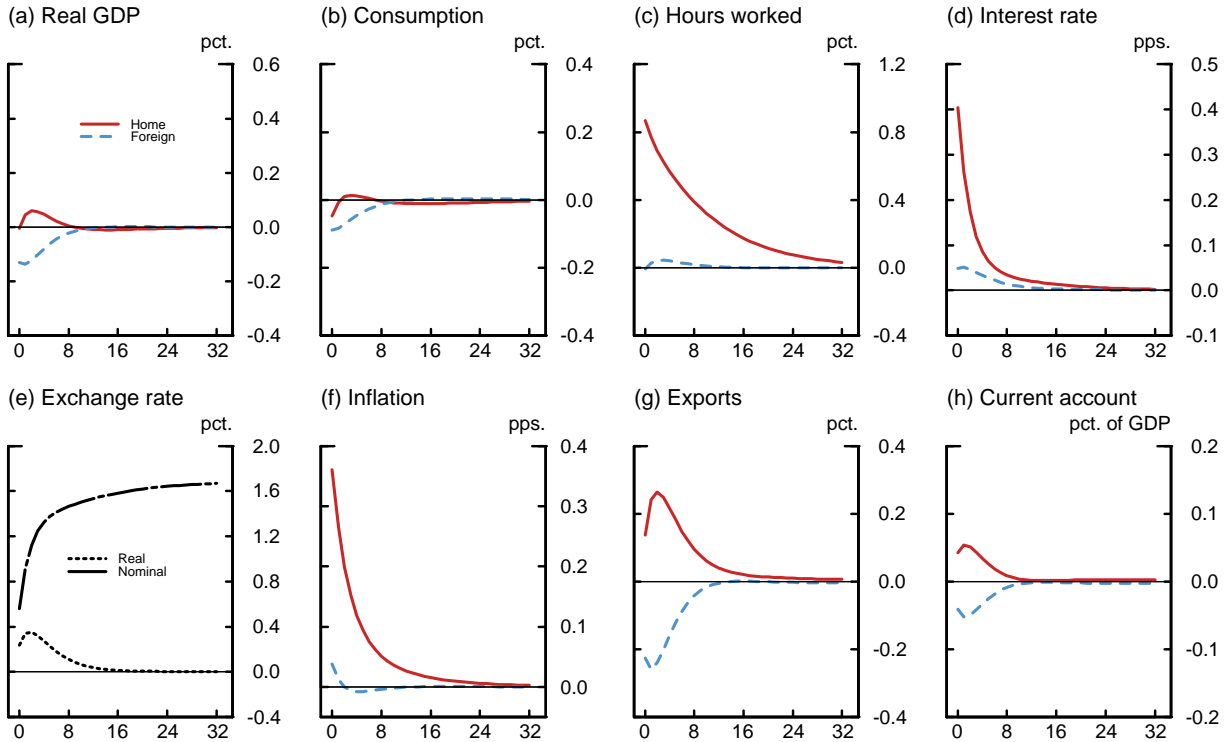 (a) Real GDP
pct.
0.6
0.4
0.2
0.0
-0.2
-0.4
Home
Foreign
0 8 16 24 32
(b) Consumption
pct.
0.4
0.2
0.0
-0.2
-0.4
0 8 16 24 32
(c) Hours worked
pct.
1.2
0.8
0.4
0.0
-0.4
0 8 16 24 32
(d) Interest rate
pps.
0.5
0.4
0.3
0.2
0.1
0.0
-0.1
0 8 16 24 32
(e) Exchange rate
pct.
2.0
1.6
1.2
0.8
0.4
0.0
-0.4
Real
Nominal
0 8 16 24 32
(f) Inflation
pps.
0.4
0.3
0.2
0.1
0.0
0 8 16 24 32
(g) Exports
pct.
0.4
0.2
0.0
-0.2
-0.4
0 8 16 24 32
(h) Current account
pct. of GDP
0.2
0.1
0.0
-0.1
-0.2
0 8 16 24 32